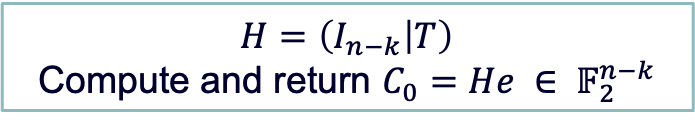 H = (I_{n-k}|T)
Compute and return C_0 = He ∈ 𝔽_2^{n-k}